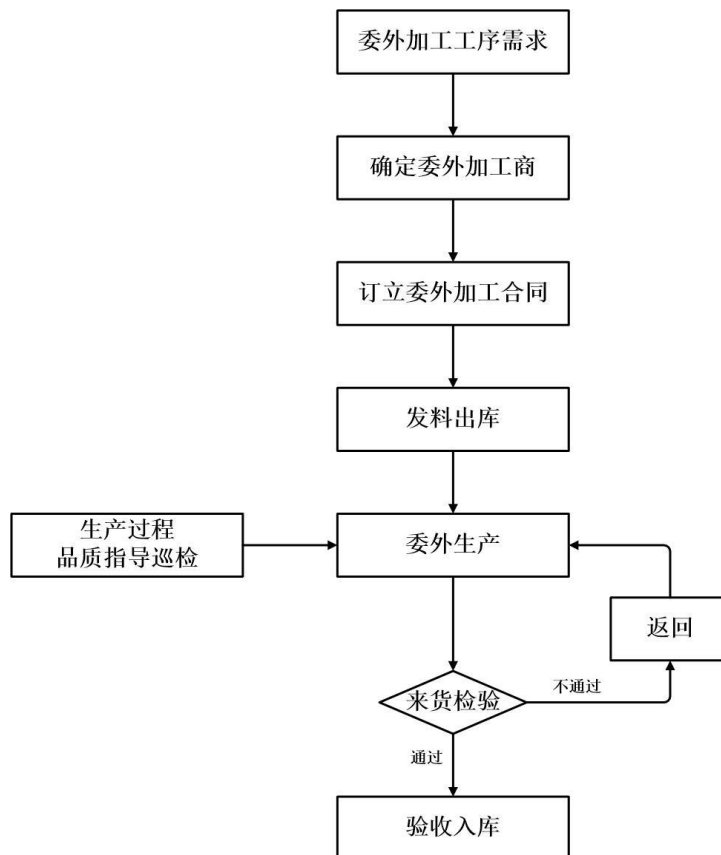 委外加工工序需求
确定委外加工商
订立委外加工合同
发料出库
生产过程
品质指导巡检
委外生产
返回
来货检验
不通过
通过
验收入库